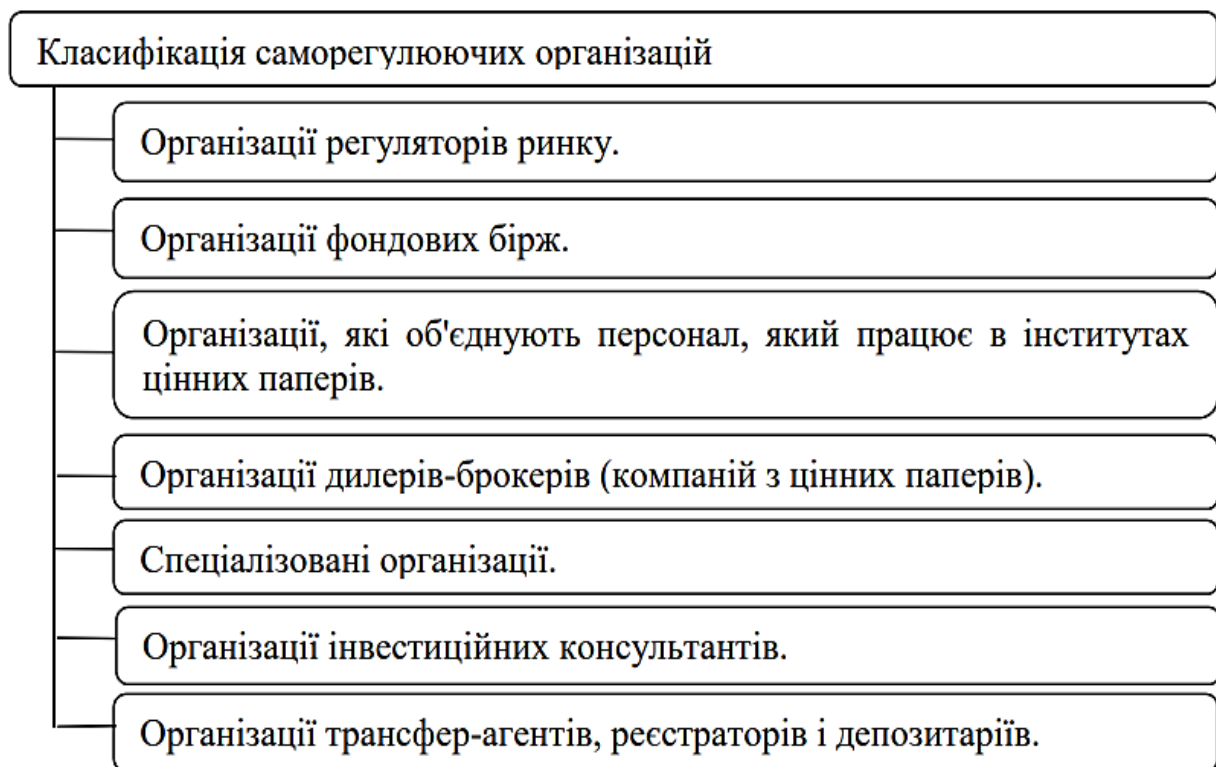 Класифікація саморегулюючих організацій
Організації регуляторів ринку.
Організації фондових бірж.
Організації, які об'єднують персонал, який працює в інститутах
цінних паперів.
Організації дилерів-брокерів (компаній з цінних паперів).
Спеціалізовані організації.
Організації інвестиційних консультантів.
Організації трансфер-агентів, реєстраторів і депозитаріїв.